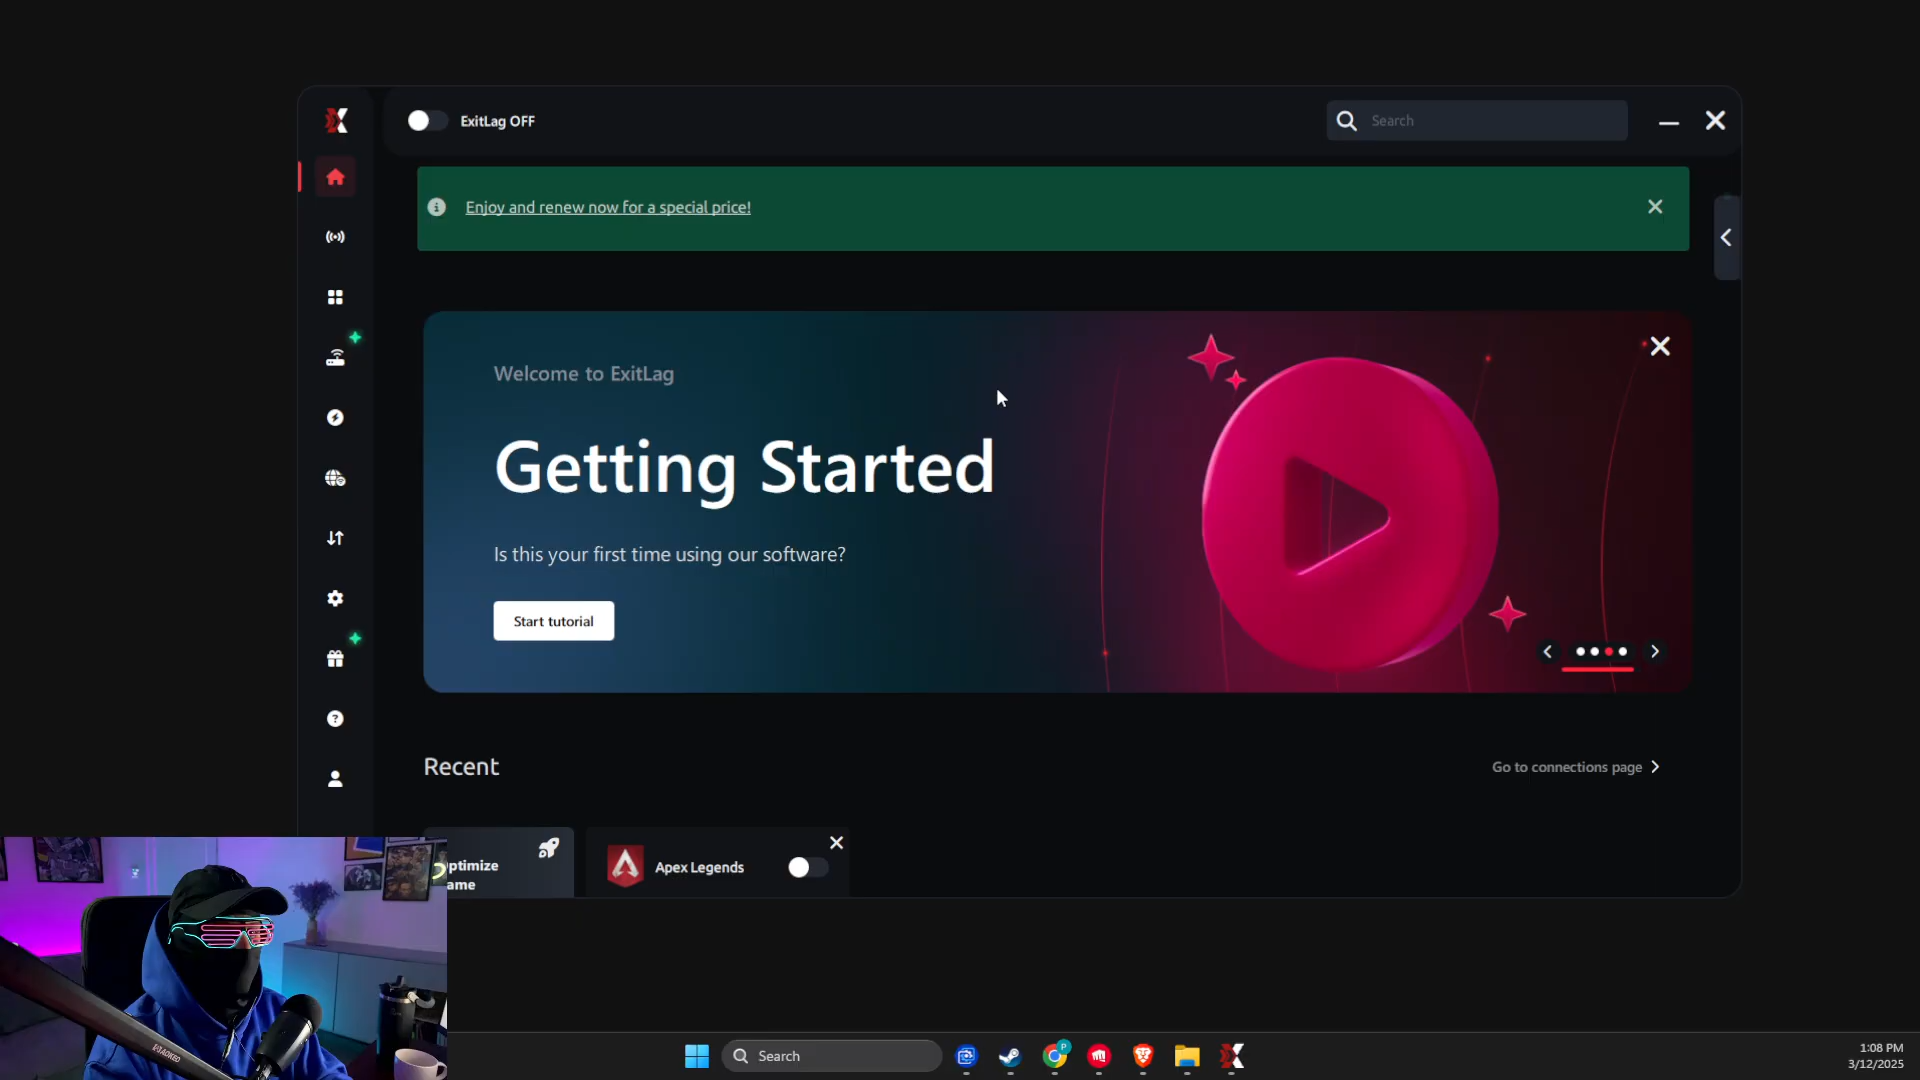 ExitLag OFF
Search
Enjoy and renew now for a special price!
Welcome to ExitLag
Getting Started
Is this your first time using our software?
Start tutorial
Recent
Go to connections page
ptimize
ame
Apex Legends
Search
P
1:08 PM
3/12/2025